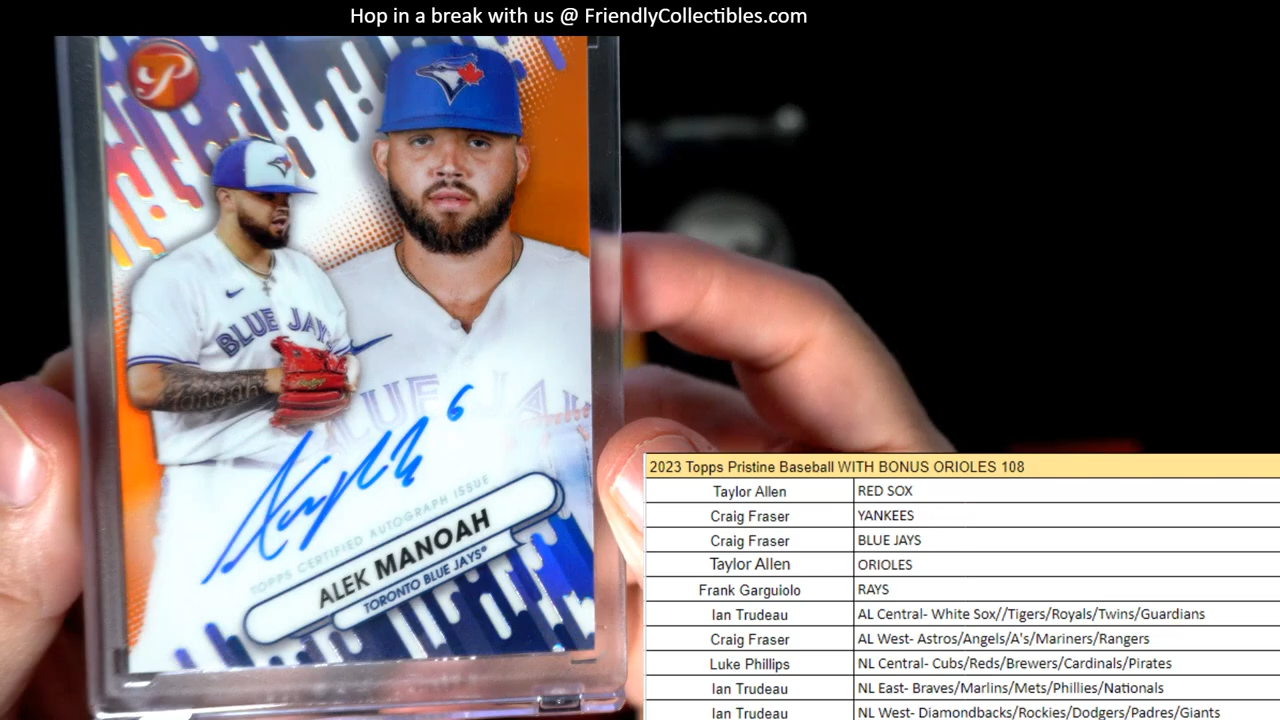 Hop in a break with us @ FriendlyCollectibles.com
P
BLUE JAYS
Manoah
BLUE JAYS
6
TOPPS CERTIFIED AUTOGRAPH ISSUE
ALEK MANOAH
TORONTO BLUE JAYS®
2023 Topps Pristine Baseball WITH BONUS ORIOLES 108
Taylor Allen RED SOX
Craig Fraser YANKEES
Craig Fraser BLUE JAYS
Taylor Allen ORIOLES
Frank Garguiolo RAYS
Ian Trudeau AL Central- White Sox//Tigers/Royals/Twins/Guardians
Craig Fraser AL West- Astros/Angels/A's/Mariners/Rangers
Luke Phillips NL Central- Cubs/Reds/Brewers/Cardinals/Pirates
Ian Trudeau NL East- Braves/Marlins/Mets/Phillies/Nationals
Ian Trudeau NL West- Diamondbacks/Rockies/Dodgers/Padres/Giants